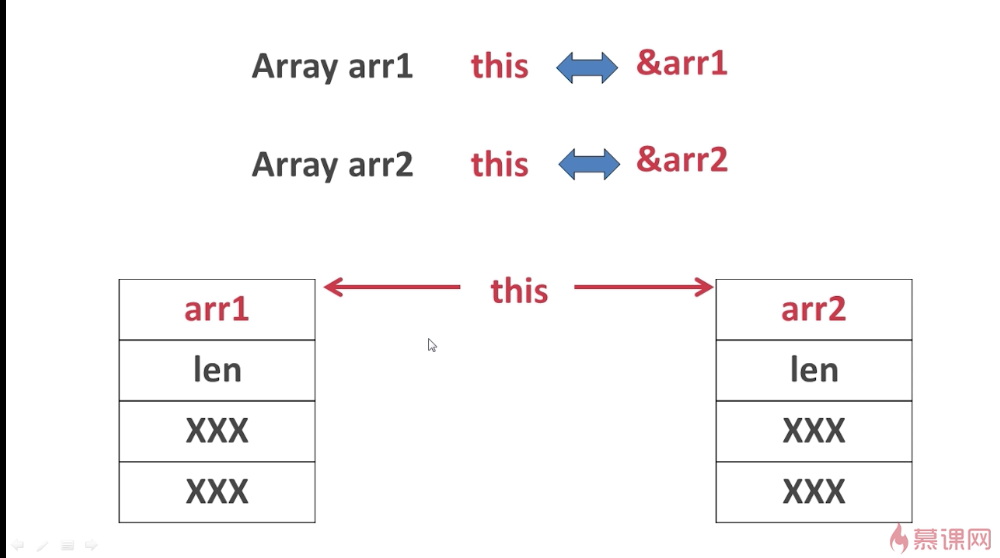 Array arr1 this &arr1
Array arr2 this &arr2
this
arr1
len
XXX
XXX
arr2
len
XXX
XXX
慕课网